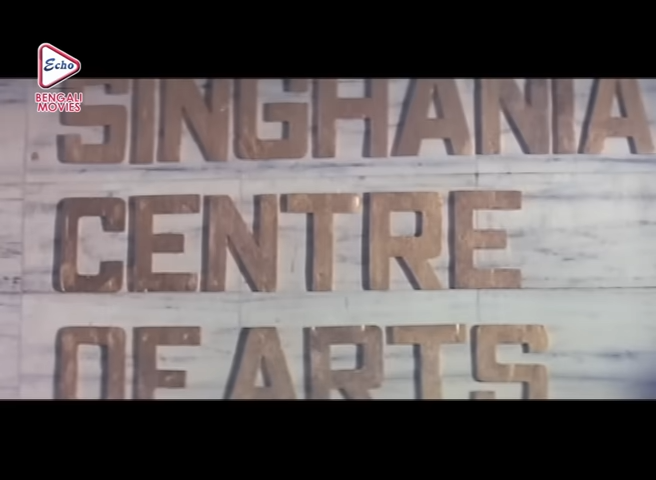 Echo
BENGALI
MOVIES
SINGHANIA
CENTRE
OF ARTS